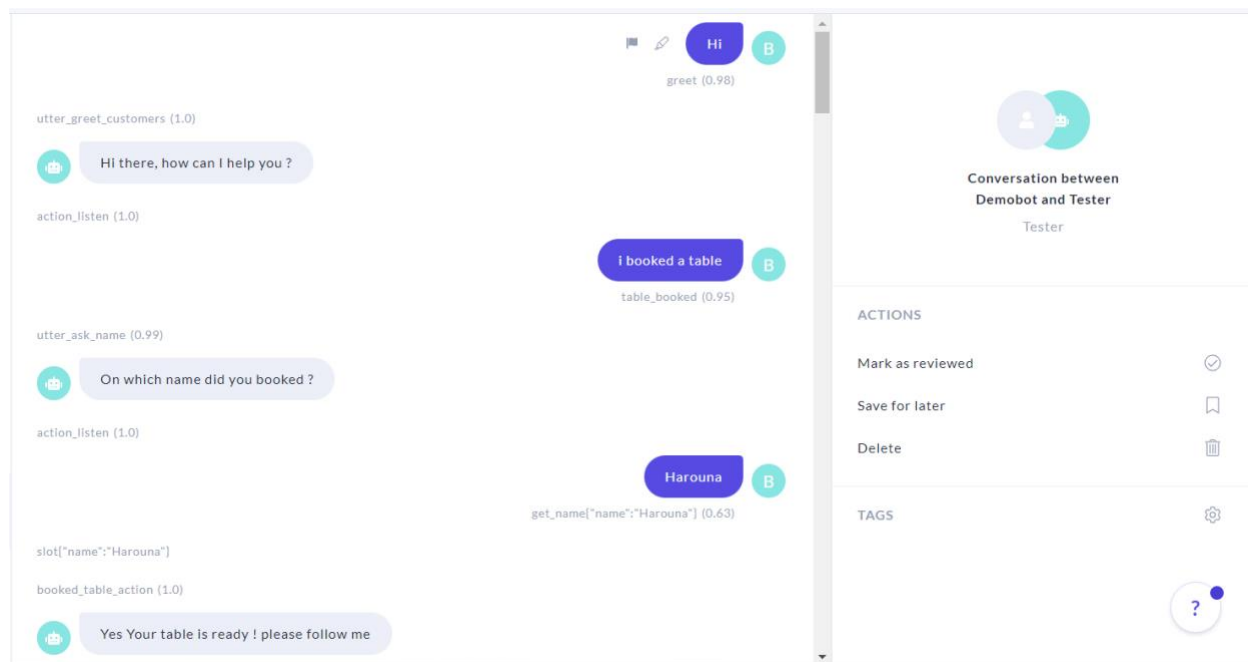 Hi
B
greet (0.98)
utter_greet_customers (1.0)
Hi there, how can I help you ?
action_listen (1.0)
i booked a table
B
table_booked (0.95)
utter_ask_name (0.99)
On which name did you booked ?
action_listen (1.0)
Harouna
B
get_name{"name":"Harouna"} (0.63)
slot{"name":"Harouna"}
booked_table_action (1.0)
Yes Your table is ready ! please follow me
Conversation between
Demobot and Tester
Tester
ACTIONS
Mark as reviewed
Save for later
Delete
TAGS
?